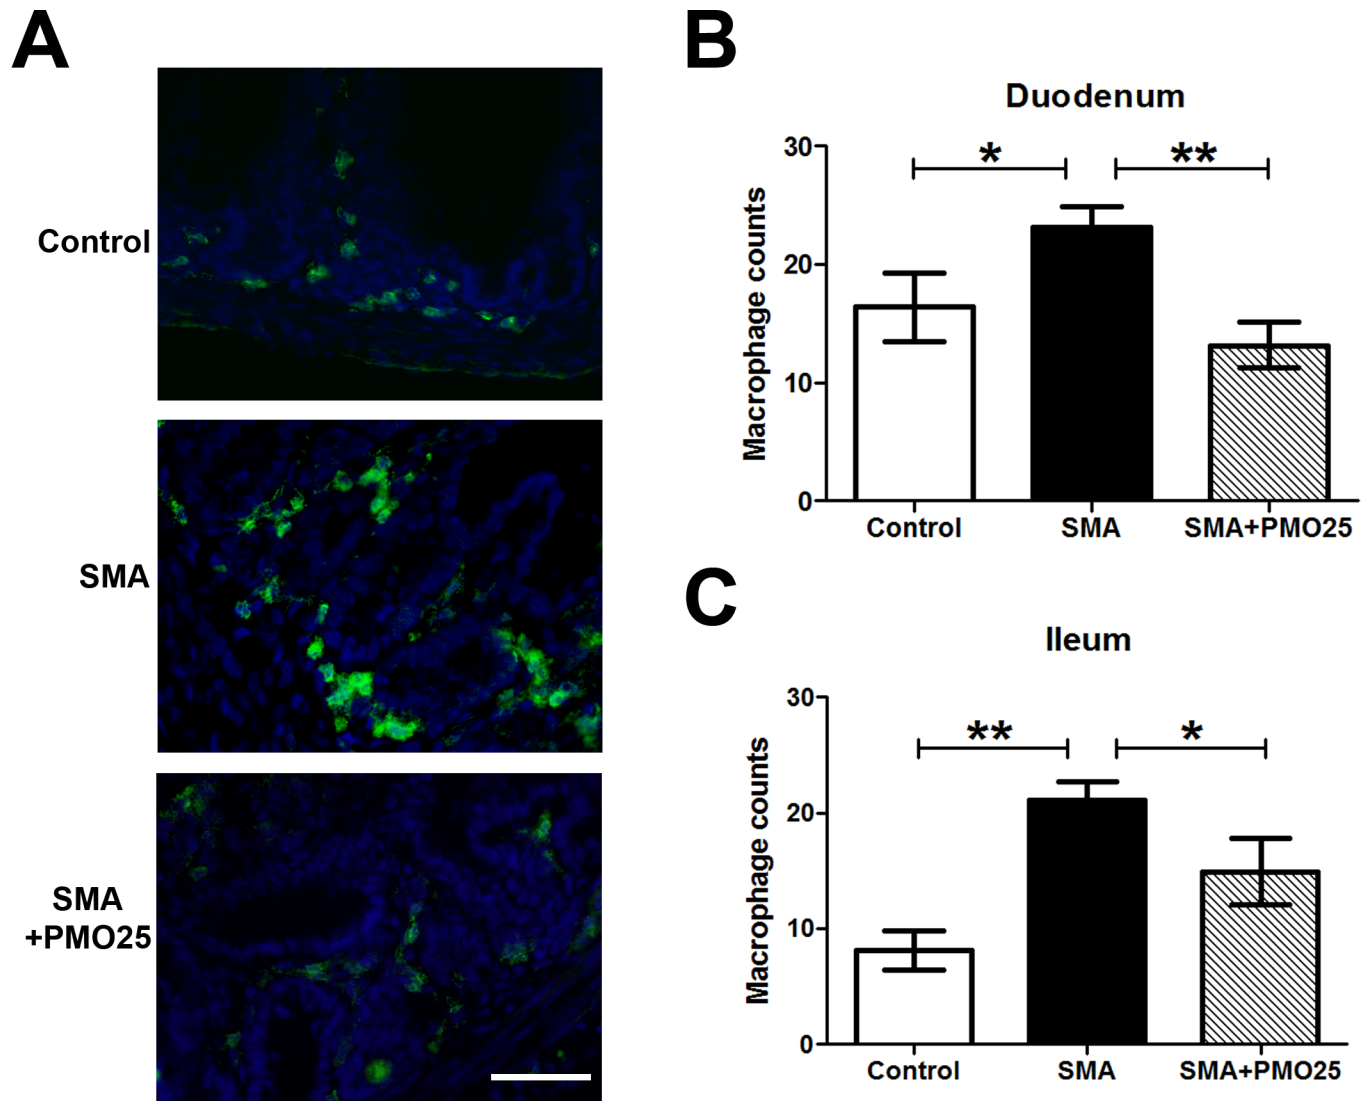 A
Control
SMA
SMA
+PMO25
B
Duodenum
Macrophage counts
30
20
10
0
*
**
Control
SMA
SMA+PMO25
C
Ileum
Macrophage counts
30
20
10
0
**
*
Control
SMA
SMA+PMO25